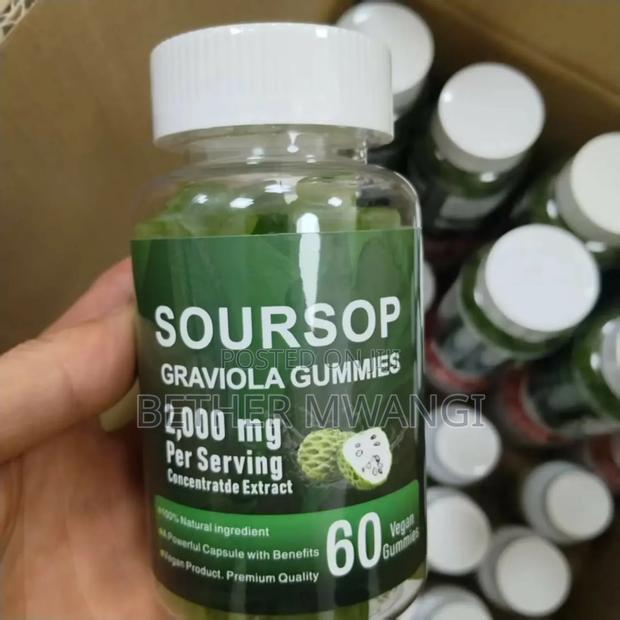 SOURSOP
POSTED ON JIJI
GRAVIOLA GUMMIES
BETHER MWANGI
2,000 mg
Per Serving
Concentratde Extract
100% Natural ingredient
A Powerful Capsule with Benefits
Vegan Product. Premium Quality
60 Vegan Gummies